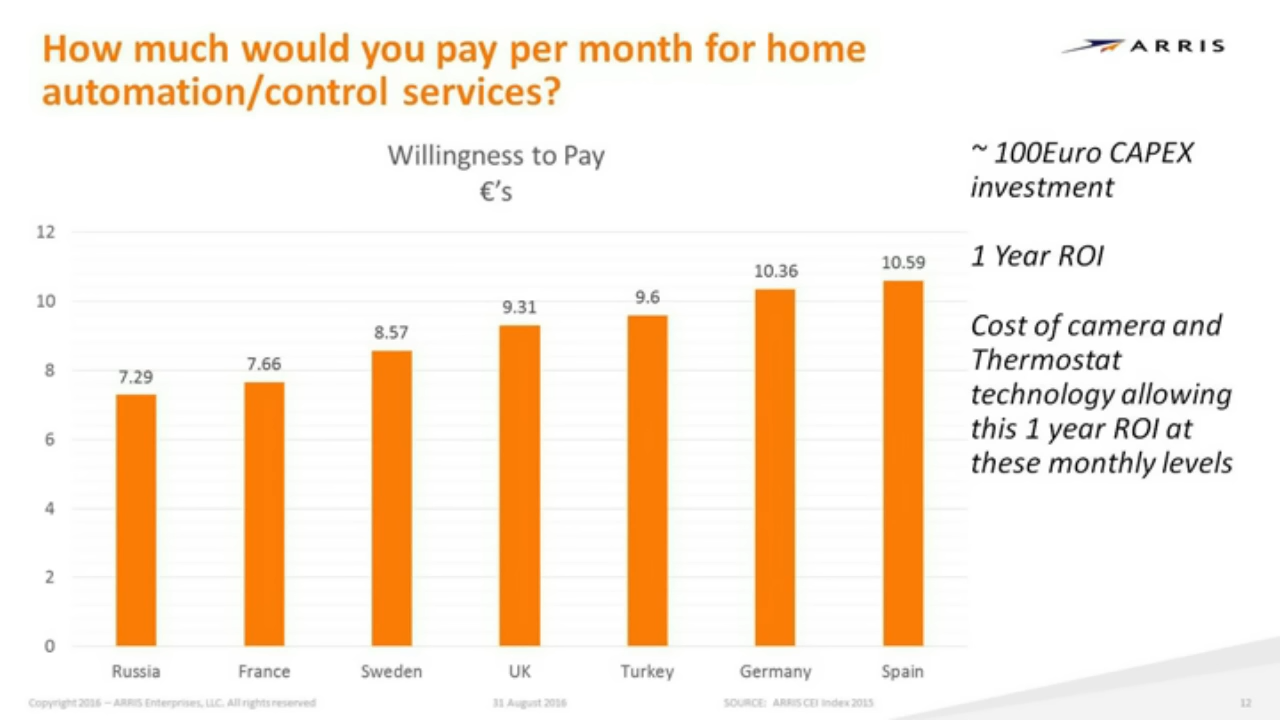 How much would you pay per month for home
automation/control services?
ARRIS
Willingness to Pay
€'s
~ 100Euro CAPEX
investment
1 Year ROI
Cost of camera and
Thermostat
technology allowing
this 1 year ROI at
these monthly levels
12
10
8
6
4
2
0
7.29
7.66
8.57
9.31
9.6
10.36
10.59
Russia
France
Sweden
UK
Turkey
Germany
Spain
Copyright 2016 – ARRIS Enterprises, LLC. All rights reserved
31 August 2016
SOURCE: ARRIS CEI Index 2015
12